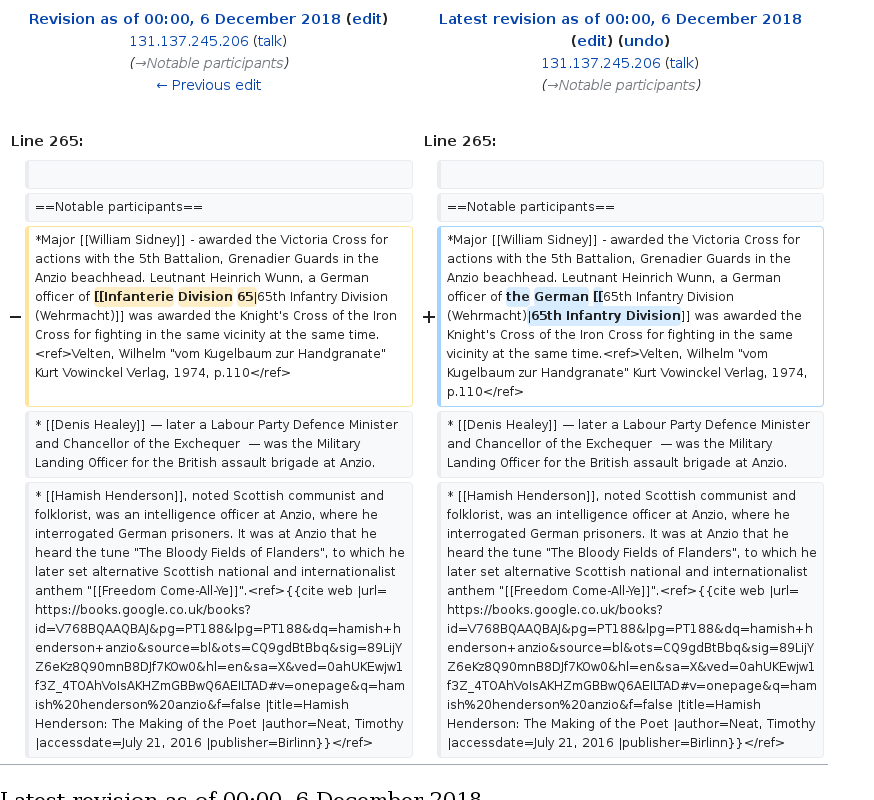 Revision as of 00:00, 6 December 2018 (edit)
131.137.245.206 (talk)
(→Notable participants)
← Previous edit
Latest revision as of 00:00, 6 December 2018
(edit) (undo)
131.137.245.206 (talk)
(→Notable participants)
Line 265:
Line 265:
==Notable participants==
==Notable participants==
−
*Major [[William Sidney]] - awarded the Victoria Cross for
actions with the 5th Battalion, Grenadier Guards in the
Anzio beachhead. Leutnant Heinrich Wunn, a German
officer of [[Infanterie Division 65|65th Infantry Division
(Wehrmacht)]] was awarded the Knight's Cross of the Iron
Cross for fighting in the same vicinity at the same time.
<ref>Velten, Wilhelm "vom Kugelbaum zur Handgranate"
Kurt Vowinckel Verlag, 1974, p.110</ref>
+
*Major [[William Sidney]] - awarded the Victoria Cross for
actions with the 5th Battalion, Grenadier Guards in the
Anzio beachhead. Leutnant Heinrich Wunn, a German
officer of the German [[65th Infantry Division
(Wehrmacht)|65th Infantry Division]] was awarded the
Knight's Cross of the Iron Cross for fighting in the same
vicinity at the same time.<ref>Velten, Wilhelm "vom
Kugelbaum zur Handgranate" Kurt Vowinckel Verlag, 1974,
p.110</ref>
* [[Denis Healey]] — later a Labour Party Defence Minister
and Chancellor of the Exchequer  — was the Military
Landing Officer for the British assault brigade at Anzio.
* [[Denis Healey]] — later a Labour Party Defence Minister
and Chancellor of the Exchequer  — was the Military
Landing Officer for the British assault brigade at Anzio.
* [[Hamish Henderson]], noted Scottish communist and
folklorist, was an intelligence officer at Anzio, where he
interrogated German prisoners. It was at Anzio that he
heard the tune "The Bloody Fields of Flanders", to which he
later set alternative Scottish national and internationalist
anthem "[[Freedom Come-All-Ye]]".<ref>{{cite web |url=
https://books.google.co.uk/books?
id=V768BQAAQBAJ&pg=PT188&lpg=PT188&dq=hamish+h
enderson+anzio&source=bl&ots=CQ9gdBtBbq&sig=89LijY
Z6eKz8Q90mnB8DJf7KOw0&hl=en&sa=X&ved=0ahUKEwjw1
f3Z_4TOAhVoIsAKHZmGBBwQ6AEILTAD#v=onepage&q=ham
ish%20henderson%20anzio&f=false |title=Hamish
Henderson: The Making of the Poet |author=Neat, Timothy
|accessdate=July 21, 2016 |publisher=Birlinn}}</ref>
* [[Hamish Henderson]], noted Scottish communist and
folklorist, was an intelligence officer at Anzio, where he
interrogated German prisoners. It was at Anzio that he
heard the tune "The Bloody Fields of Flanders", to which he
later set alternative Scottish national and internationalist
anthem "[[Freedom Come-All-Ye]]".<ref>{{cite web |url=
https://books.google.co.uk/books?
id=V768BQAAQBAJ&pg=PT188&lpg=PT188&dq=hamish+h
enderson+anzio&source=bl&ots=CQ9gdBtBbq&sig=89LijY
Z6eKz8Q90mnB8DJf7KOw0&hl=en&sa=X&ved=0ahUKEwjw1
f3Z_4TOAhVoIsAKHZmGBBwQ6AEILTAD#v=onepage&q=ham
ish%20henderson%20anzio&f=false |title=Hamish
Henderson: The Making of the Poet |author=Neat, Timothy
|accessdate=July 21, 2016 |publisher=Birlinn}}</ref>
Latest revision as of 00:00, 6 December 2018